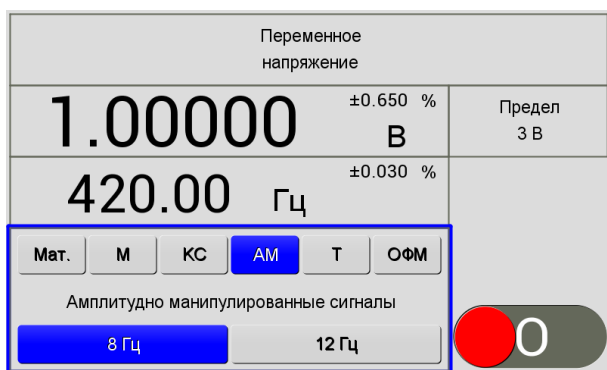 Переменное
напряжение
1.00000 ±0.650 % В
Предел
3 В
420.00 Гц ±0.030 %
Мат. М КС АМ Т ОФМ
Амплитудно манипулированные сигналы
8 Гц 12 Гц
O